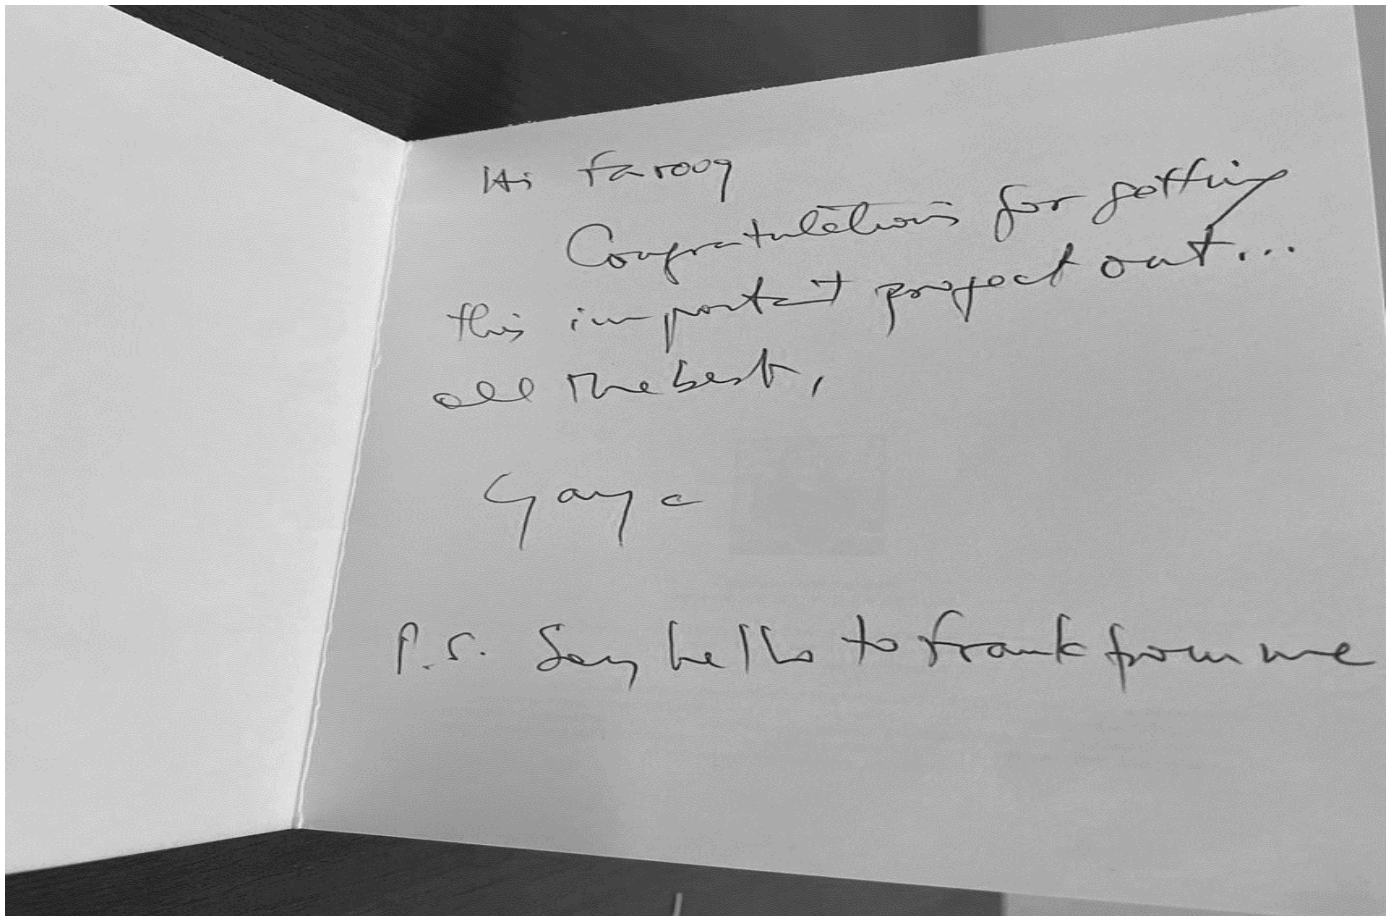 Hi Farooq
Congratulations for getting
this important project out...
all the best,
Gaya
P.S. Say hello to Frank from me